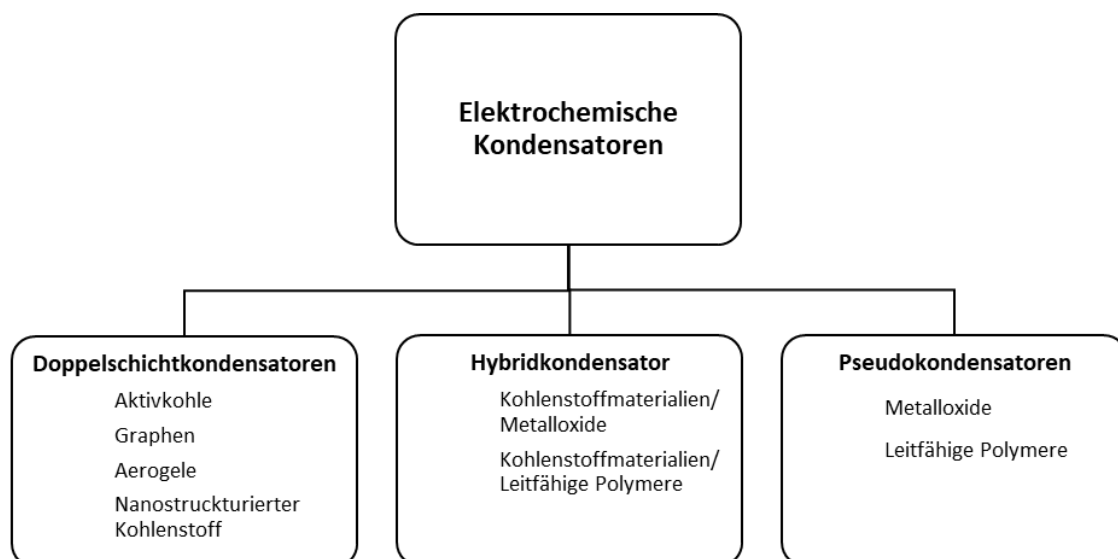 Elektrochemische
Kondensatoren
Doppelschichtkondensatoren
Aktivkohle
Graphen
Aerogele
Nanostruckturierter
Kohlenstoff
Hybridkondensator
Kohlenstoffmaterialien/
Metalloxide
Kohlenstoffmaterialien/
Leitfähige Polymere
Pseudokondensatoren
Metalloxide
Leitfähige Polymere